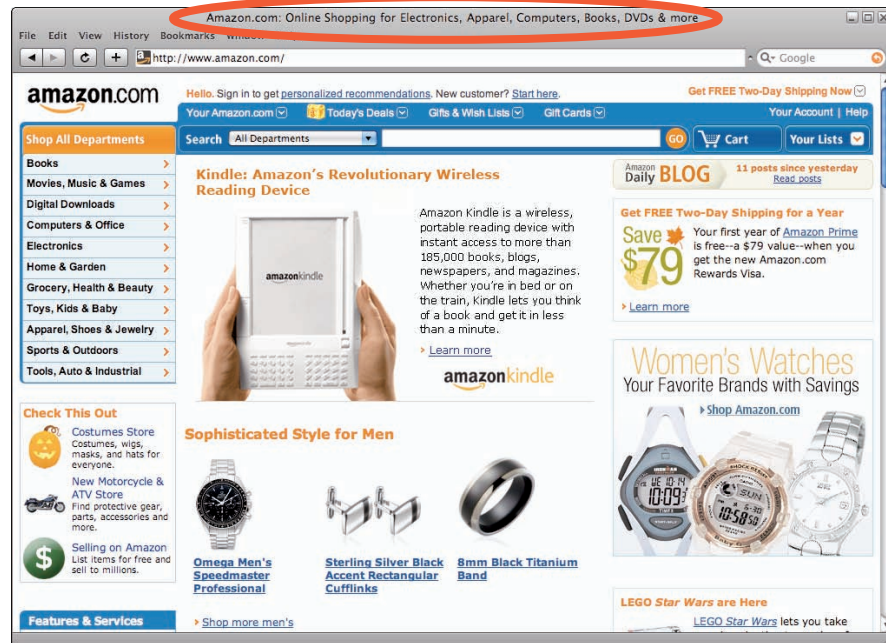 Amazon.com: Online Shopping for Electronics, Apparel, Computers, Books, DVDs & more
File Edit View History Bookmarks
http://www.amazon.com/
Google
amazon.com
Hello. Sign in to get personalized recommendations. New customer? Start here.
Get FREE Two-Day Shipping Now
Your Amazon.com
Today's Deals
Gifts & Wish Lists
Gift Cards
Your Account | Help
Shop All Departments
Search
All Departments
GO
Cart
Your Lists
Books
Movies, Music & Games
Digital Downloads
Computers & Office
Electronics
Home & Garden
Grocery, Health & Beauty
Toys, Kids & Baby
Apparel, Shoes & Jewelry
Sports & Outdoors
Tools, Auto & Industrial
Check This Out
Costumes Store
Costumes, wigs,
masks, and hats for
everyone.
New Motorcycle &
ATV Store
Find protective gear,
parts, accessories and
more.
$
Selling on Amazon
List items for free and
sell to millions.
Features & Services
Kindle: Amazon's Revolutionary Wireless
Reading Device
amazonkindle
Amazon Kindle is a wireless,
portable reading device with
instant access to more than
185,000 books, blogs,
newspapers, and magazines.
Whether you're in bed or on
the train, Kindle lets you think
of a book and get it in less
than a minute.
Learn more
amazonkindle
Sophisticated Style for Men
Omega Men's
Speedmaster
Professional
Sterling Silver Black
Accent Rectangular
Cufflinks
8mm Black Titanium
Band
Shop more men's
Amazon
Daily BLOG
11 posts since yesterday
Read posts
Get FREE Two-Day Shipping for a Year
Save
$79
Your first year of Amazon Prime
is free--a $79 value--when you
get the new Amazon.com
Rewards Visa.
Learn more
Women's Watches
Your Favorite Brands with Savings
Shop Amazon.com
LEGO Star Wars are Here
LEGO Star Wars lets you take